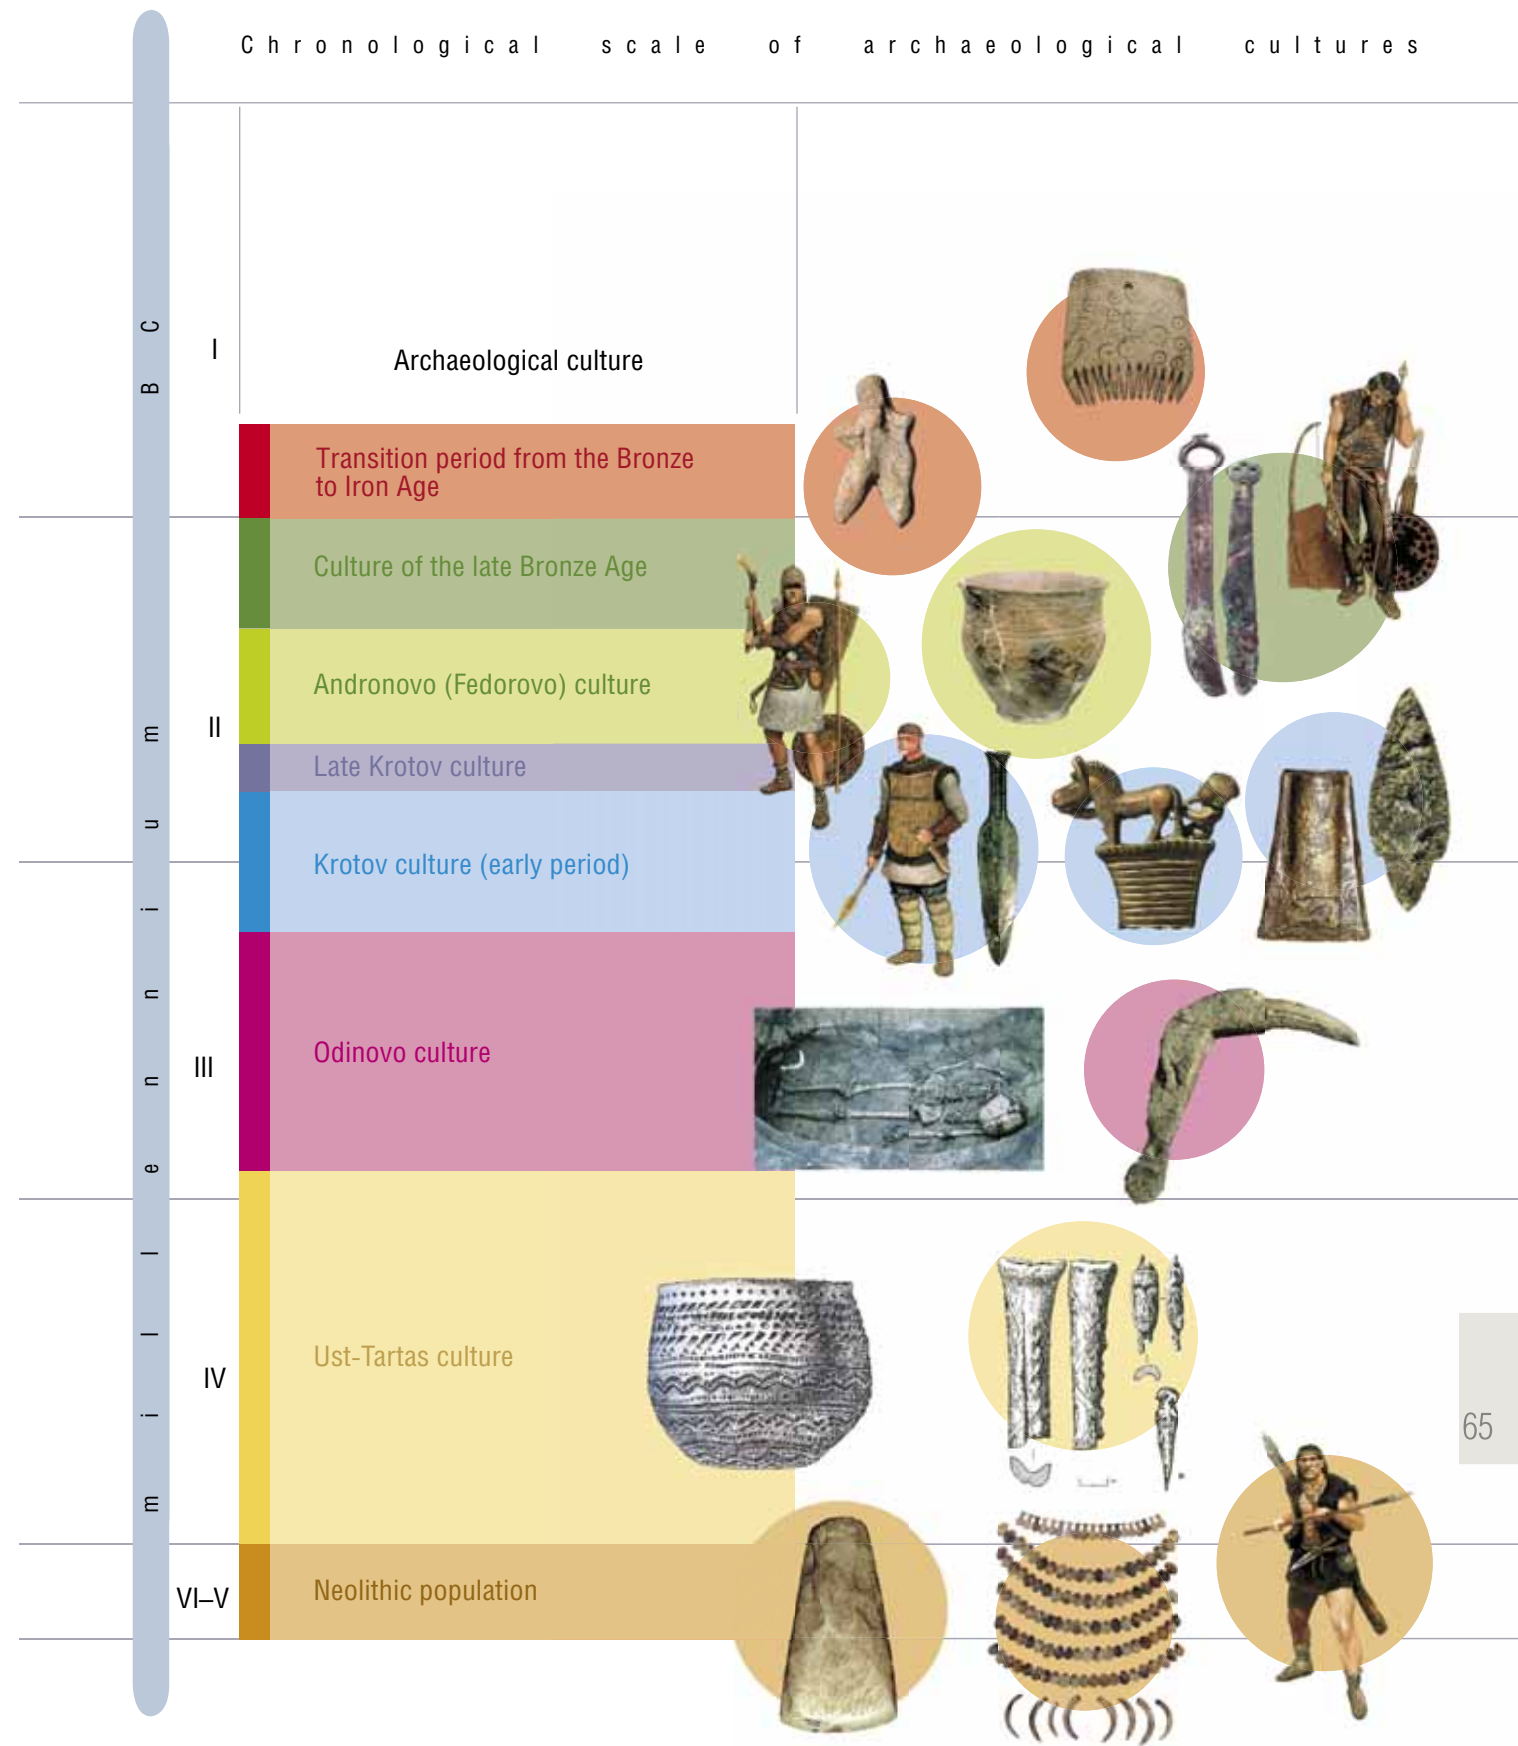 Chronological scale of archaeological cultures
millennium BC
I
Archaeological culture
Transition period from the Bronze
to Iron Age
Culture of the late Bronze Age
Andronovo (Fedorovo) culture
II
Late Krotov culture
Krotov culture (early period)
Odinovo culture
III
Ust-Tartas culture
IV
65
Neolithic population
VI–V